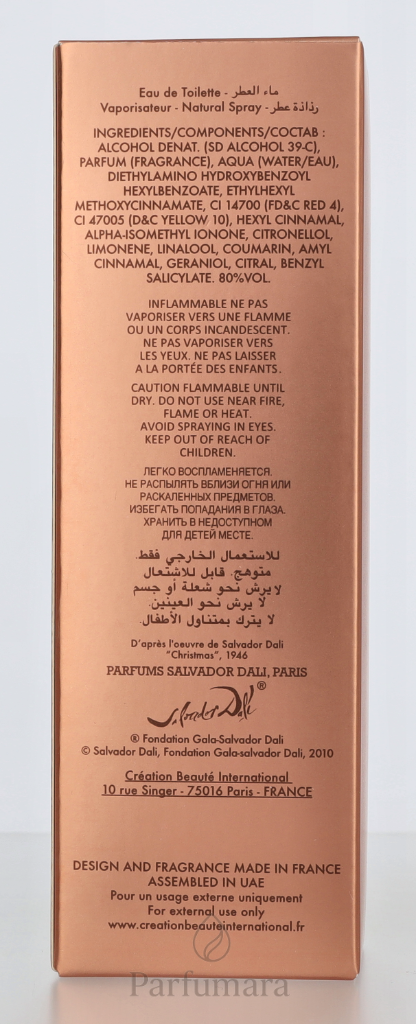 Eau de Toilette - ماء العطر
Vaporisateur - Natural Spray - رذاذة عطر
INGREDIENTS/COMPONENTS/COCTAB :
ALCOHOL DENAT. (SD ALCOHOL 39-C),
PARFUM (FRAGRANCE), AQUA (WATER/EAU),
DIETHYLAMINO HYDROXYBENZOYL
HEXYLBENZOATE, ETHYLHEXYL
METHOXYCINNAMATE, CI 14700 (FD&C RED 4),
CI 47005 (D&C YELLOW 10), HEXYL CINNAMAL,
ALPHA-ISOMETHYL IONONE, CITRONELLOL,
LIMONENE, LINALOOL, COUMARIN, AMYL
CINNAMAL, GERANIOL, CITRAL, BENZYL
SALICYLATE. 80%VOL.
INFLAMMABLE NE PAS
VAPORISER VERS UNE FLAMME
OU UN CORPS INCANDESCENT.
NE PAS VAPORISER VERS
LES YEUX. NE PAS LAISSER
A LA PORTÉE DES ENFANTS.
CAUTION FLAMMABLE UNTIL
DRY. DO NOT USE NEAR FIRE,
FLAME OR HEAT.
AVOID SPRAYING IN EYES.
KEEP OUT OF REACH OF
CHILDREN.
ЛЕГКО ВОСПЛАМЕНЯЕТСЯ.
НЕ РАСПЫЛЯТЬ ВБЛИЗИ ОГНЯ ИЛИ
РАСКАЛЕННЫХ ПРЕДМЕТОВ.
ИЗБЕГАТЬ ПОПАДАНИЯ В ГЛАЗА.
ХРАНИТЬ В НЕДОСТУПНОМ
ДЛЯ ДЕТЕЙ МЕСТЕ.
للاستعمال الخارجي فقط.
متوهج. قابل للاشتعال
لا يرش نحو شعلة أو جسم
لا يرش نحو العينين.
لا يترك بمتناول الأطفال.
D'après l'oeuvre de Salvador Dali
"Christmas", 1946
PARFUMS SALVADOR DALI, PARIS
Salvador Dali ®
® Fondation Gala-Salvador Dali
© Salvador Dali, Fondation Gala-salvador Dali, 2010
Création Beauté International
10 rue Singer - 75016 Paris - FRANCE
DESIGN AND FRAGRANCE MADE IN FRANCE
ASSEMBLED IN UAE
Pour un usage externe uniquement
For external use only
www.creationbeauteinternational.fr
Parfumara